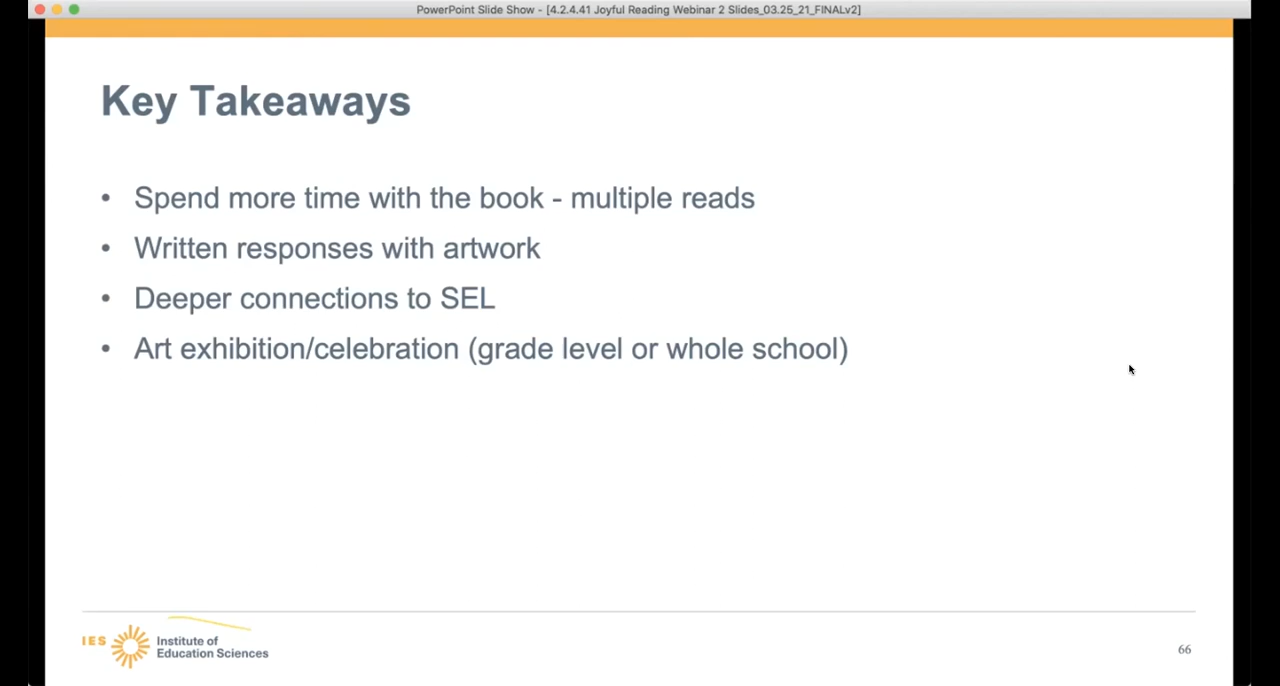 PowerPoint Slide Show - [4.2.4.41 Joyful Reading Webinar 2 Slides_03.25_21_FINALv2]
Key Takeaways
• Spend more time with the book - multiple reads
• Written responses with artwork
• Deeper connections to SEL
• Art exhibition/celebration (grade level or whole school)
IES Institute of
Education Sciences
66